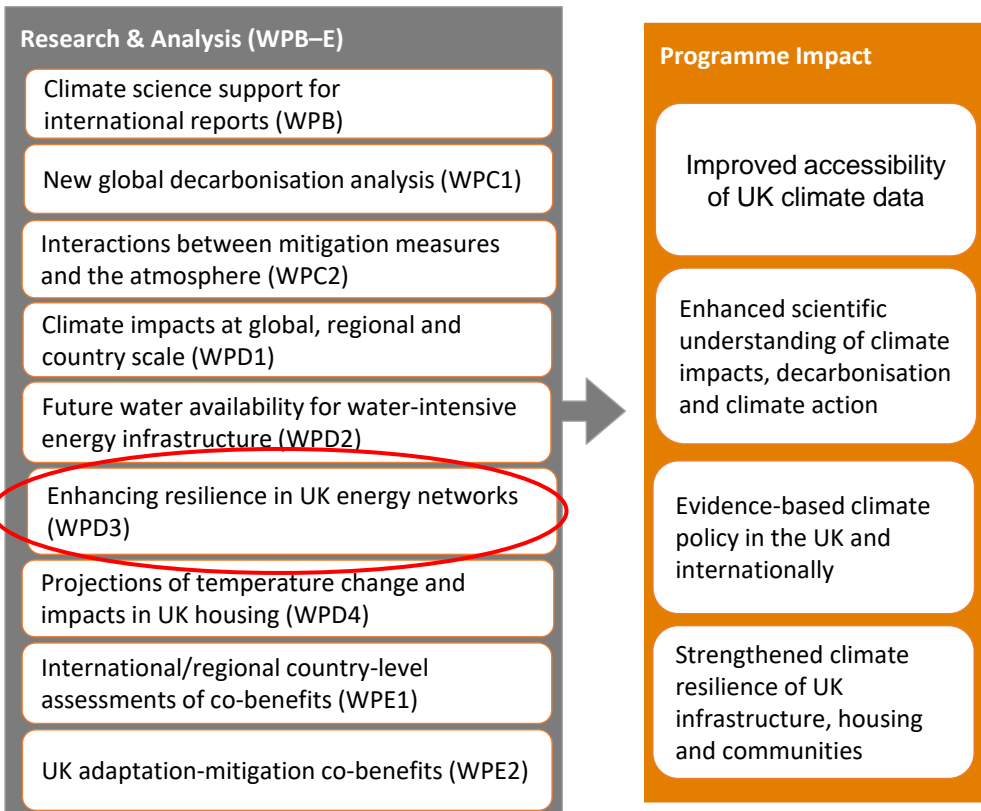 Research & Analysis (WPB–E)
Climate science support for
international reports (WPB)
New global decarbonisation analysis (WPC1)
Interactions between mitigation measures
and the atmosphere (WPC2)
Climate impacts at global, regional and
country scale (WPD1)
Future water availability for water-intensive
energy infrastructure (WPD2)
Enhancing resilience in UK energy networks
(WPD3)
Projections of temperature change and
impacts in UK housing (WPD4)
International/regional country-level
assessments of co-benefits (WPE1)
UK adaptation-mitigation co-benefits (WPE2)
Programme Impact
Improved accessibility
of UK climate data
Enhanced scientific
understanding of climate
impacts, decarbonisation
and climate action
Evidence-based climate
policy in the UK and
internationally
Strengthened climate
resilience of UK
infrastructure, housing
and communities